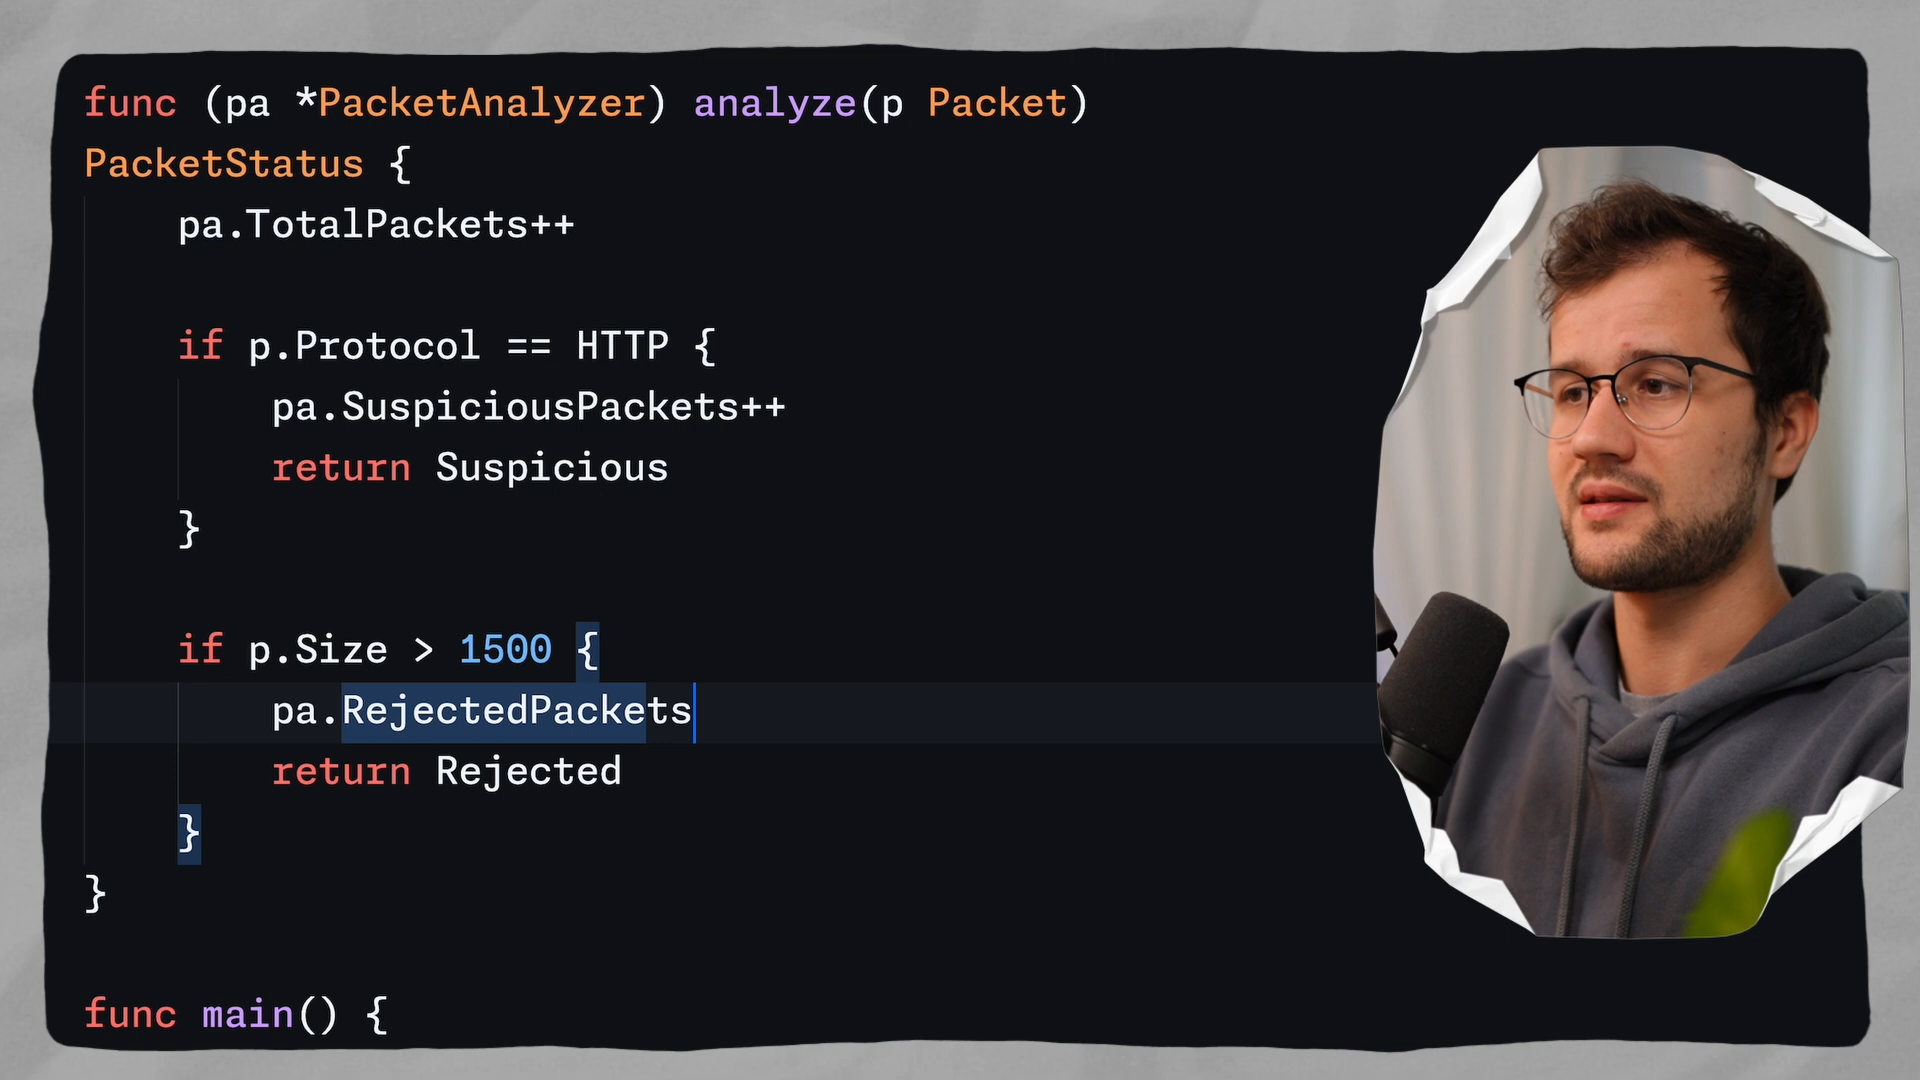 func (pa *PacketAnalyzer) analyze(p Packet)
PacketStatus {
pa.TotalPackets++
if p.Protocol == HTTP {
pa.SuspiciousPackets++
return Suspicious
}
if p.Size > 1500 {
pa.RejectedPackets
return Rejected
}
}
func main() {